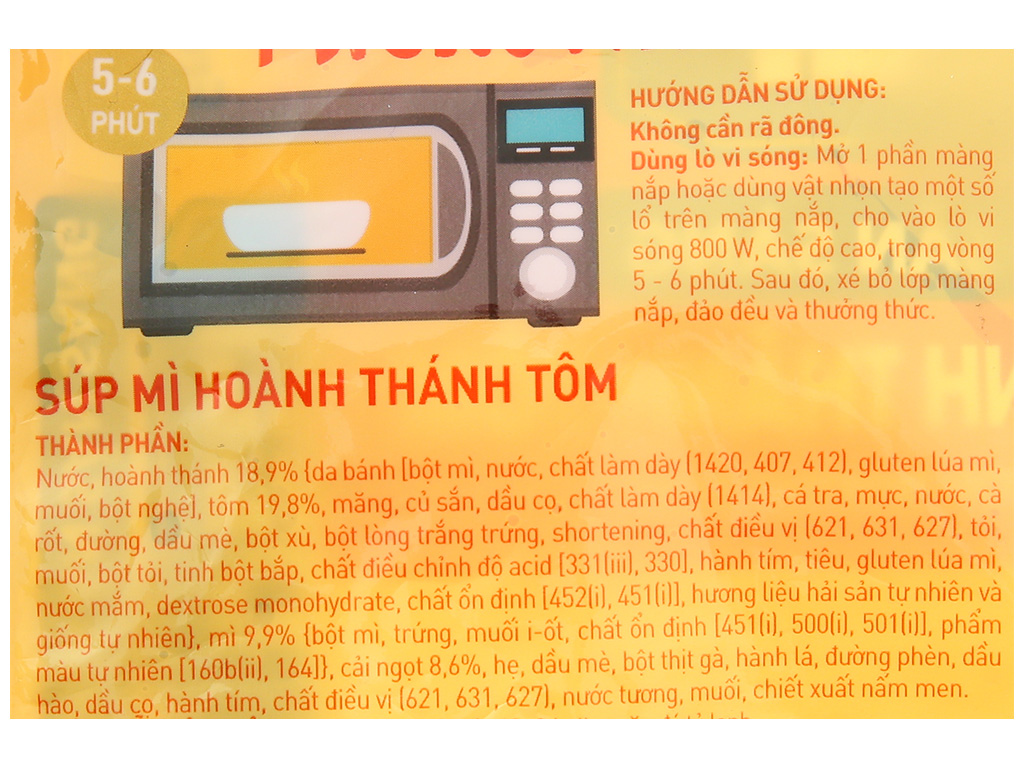 5-6
PHÚT
HƯỚNG DẪN SỬ DỤNG:
Không cần rã đông.
Dùng lò vi sóng: Mở 1 phần màng
nắp hoặc dùng vật nhọn tạo một số
lổ trên màng nắp, cho vào lò vi
sóng 800 W, chế độ cao, trong vòng
5 - 6 phút. Sau đó, xé bỏ lớp màng
nắp, đảo đều và thưởng thức.
SÚP MÌ HOÀNH THÁNH TÔM
THÀNH PHẦN:
Nước, hoành thánh 18,9% {da bánh [bột mì, nước, chất làm dày (1420, 407, 412), gluten lúa mì,
muối, bột nghệ], tôm 19,8%, măng, củ sắn, dầu cọ, chất làm dày (1414), cá tra, mực, nước, cà
rốt, đường, dầu mè, bột xù, bột lòng trắng trứng, shortening, chất điều vị (621, 631, 627), tỏi,
muối, bột tỏi, tinh bột bắp, chất điều chỉnh độ acid [331(iii), 330], hành tím, tiêu, gluten lúa mì,
nước mắm, dextrose monohydrate, chất ổn định [452(i), 451(i)], hương liệu hải sản tự nhiên và
giống tự nhiên}, mì 9,9% {bột mì, trứng, muối i-ốt, chất ổn định [451(i), 500(i), 501(i)], phẩm
màu tự nhiên [160b(ii), 164]}, cải ngọt 8,6%, hẹ, dầu mè, bột thịt gà, hành lá, đường phèn, dầu
hào, dầu cọ, hành tím, chất điều vị (621, 631, 627), nước tương, muối, chiết xuất nấm men.